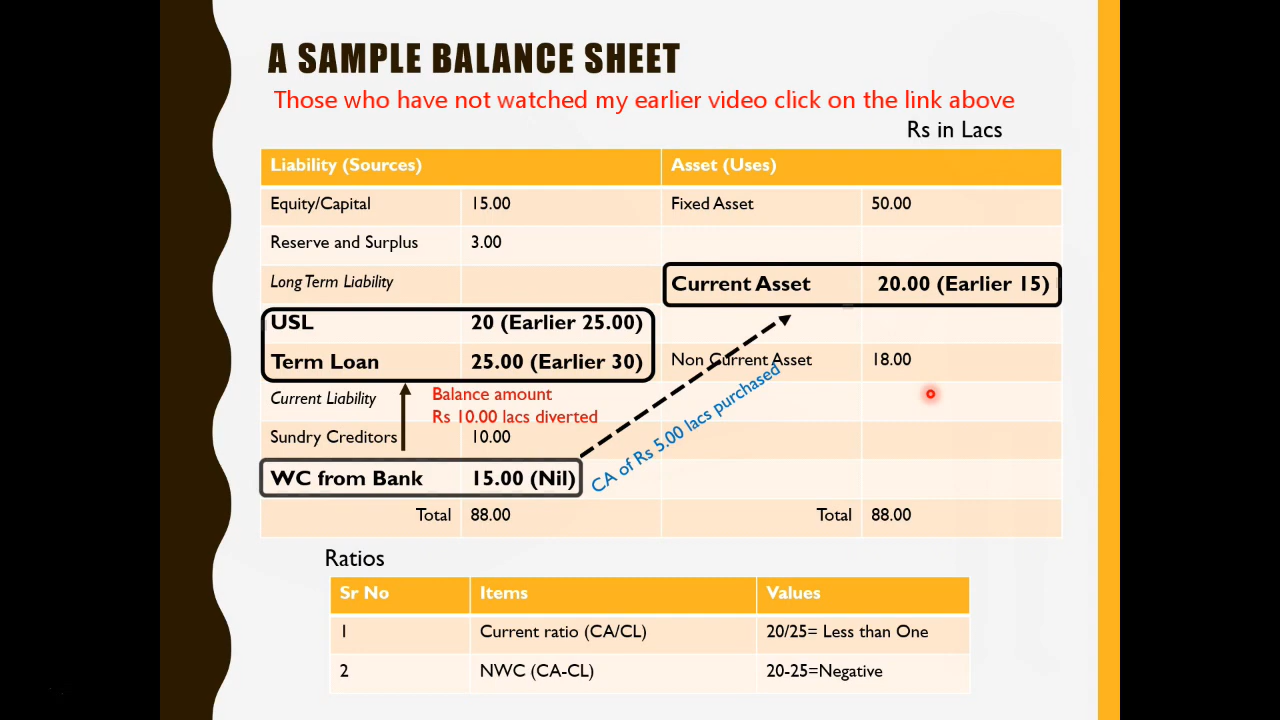 A SAMPLE BALANCE SHEET
Those who have not watched my earlier video click on the link above
Rs in Lacs
Liability (Sources) Asset (Uses)
Equity/Capital 15.00 Fixed Asset 50.00
Reserve and Surplus 3.00
Long Term Liability
Current Asset 20.00 (Earlier 15)
USL 20 (Earlier 25.00)
Term Loan 25.00 (Earlier 30) Non Current Asset 18.00
Current Liability
Balance amount
Rs 10.00 lacs diverted
Sundry Creditors 10.00
CA of Rs 5.00 lacs purchased
WC from Bank 15.00 (Nil)
Total 88.00 Total 88.00
Ratios
Sr No Items Values
1 Current ratio (CA/CL) 20/25= Less than One
2 NWC (CA-CL) 20-25=Negative